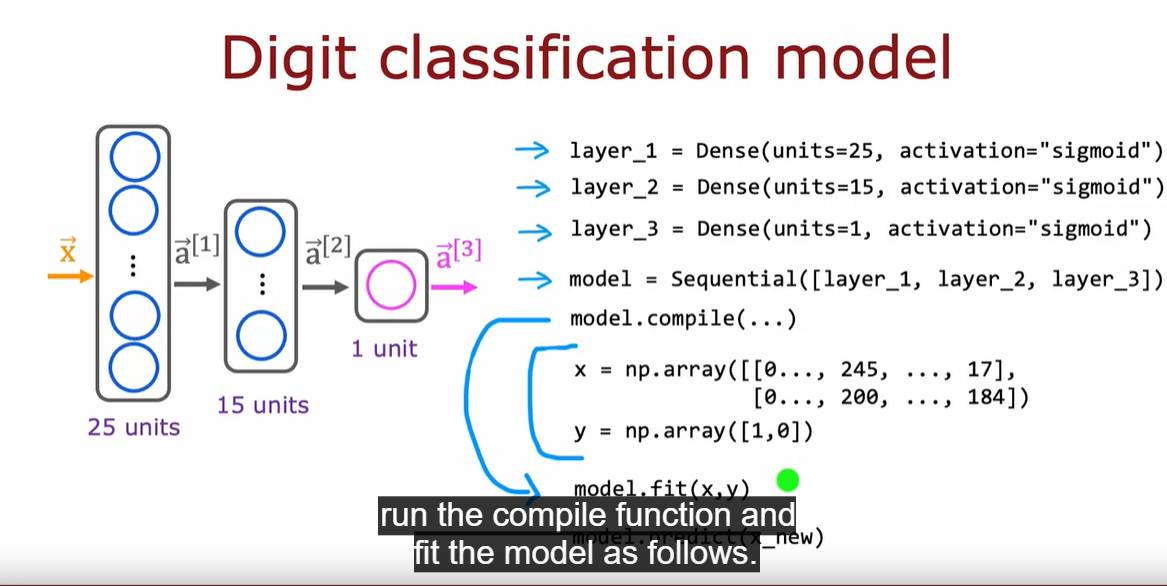 Digit classification model
x⃗
a⃗[1]
a⃗[2]
a⃗[3]
25 units
15 units
1 unit
layer_1 = Dense(units=25, activation="sigmoid")
layer_2 = Dense(units=15, activation="sigmoid")
layer_3 = Dense(units=1, activation="sigmoid")
model = Sequential([layer_1, layer_2, layer_3])
model.compile(...)
x = np.array([[0..., 245, ..., 17],
[0..., 200, ..., 184])
y = np.array([1,0])
model.fit(x,y)
model.predict(x_new)
run the compile function and
fit the model as follows.